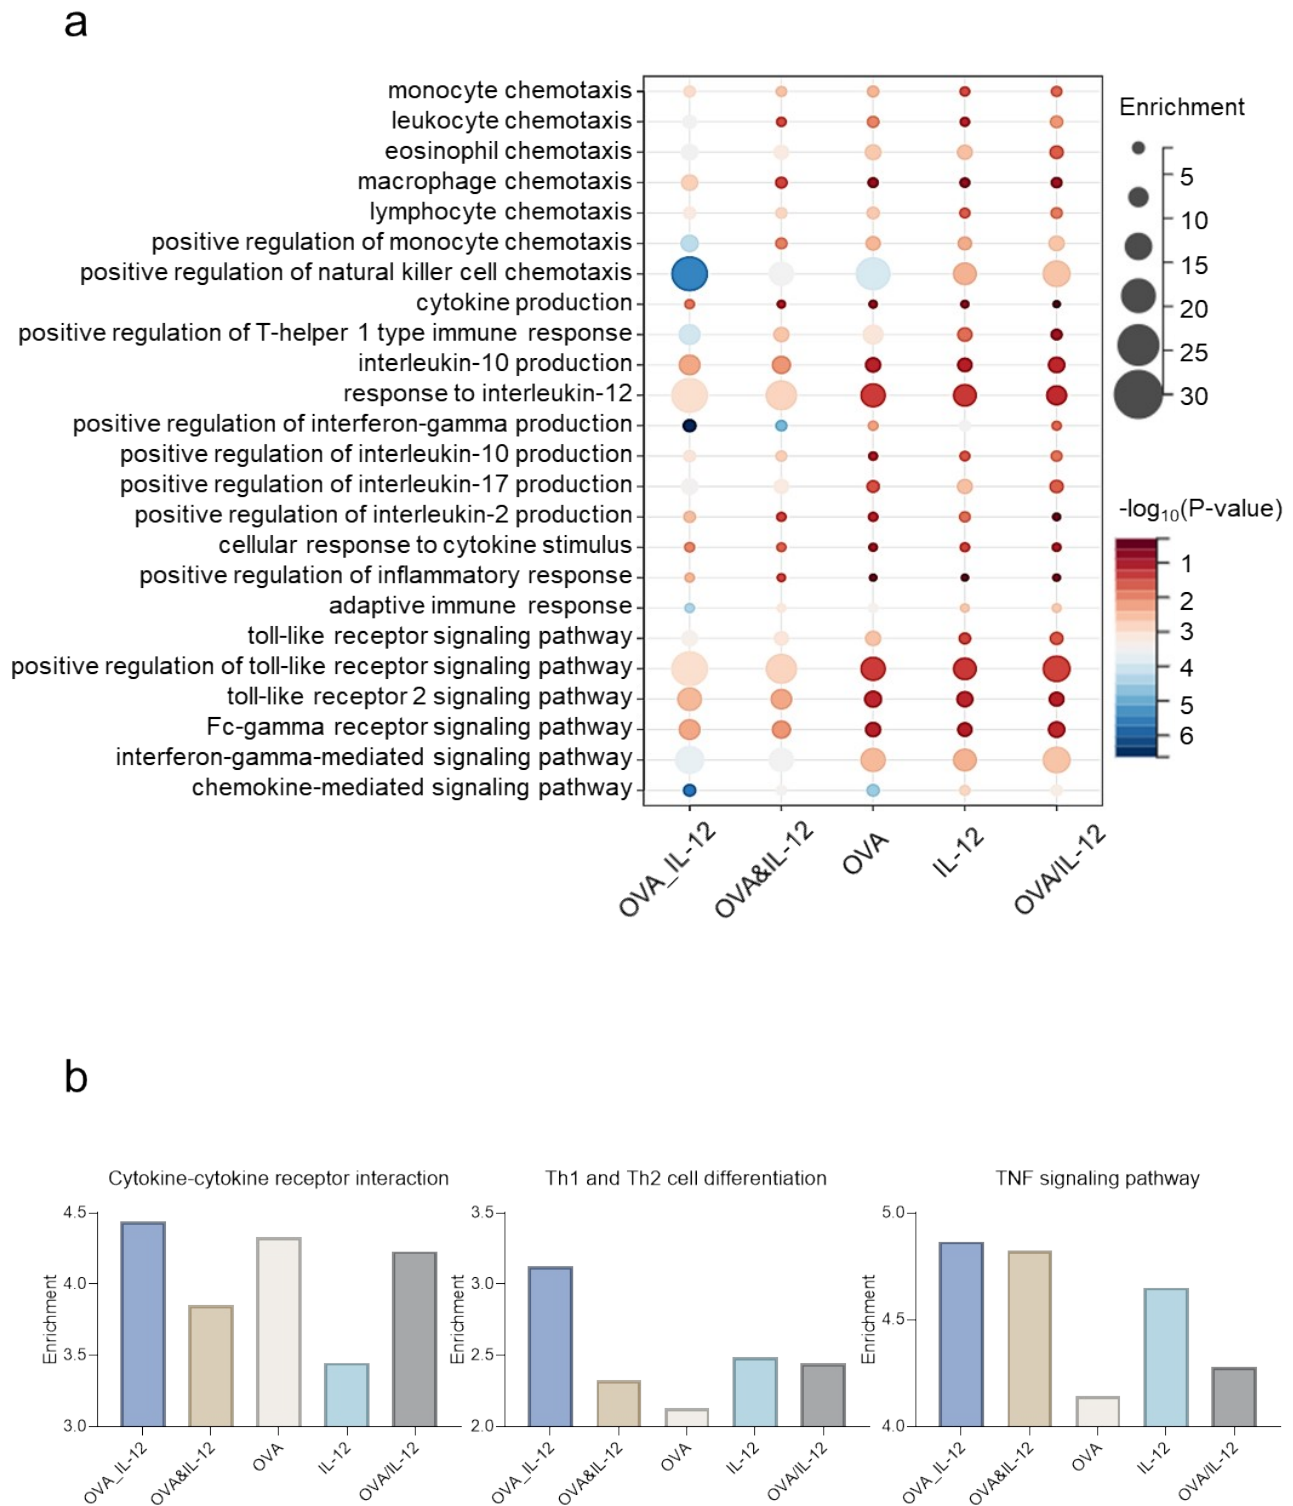 a
monocyte chemotaxis
leukocyte chemotaxis
eosinophil chemotaxis
macrophage chemotaxis
lymphocyte chemotaxis
positive regulation of monocyte chemotaxis
positive regulation of natural killer cell chemotaxis
cytokine production
positive regulation of T-helper 1 type immune response
interleukin-10 production
response to interleukin-12
positive regulation of interferon-gamma production
positive regulation of interleukin-10 production
positive regulation of interleukin-17 production
positive regulation of interleukin-2 production
cellular response to cytokine stimulus
positive regulation of inflammatory response
adaptive immune response
toll-like receptor signaling pathway
positive regulation of toll-like receptor signaling pathway
toll-like receptor 2 signaling pathway
Fc-gamma receptor signaling pathway
interferon-gamma-mediated signaling pathway
chemokine-mediated signaling pathway
OVA_IL-12
OVA&IL-12
OVA
IL-12
OVA/IL-12
Enrichment
5
10
15
20
25
30
-log10(P-value)
1
2
3
4
5
6
b
Cytokine-cytokine receptor interaction
Enrichment
4.5
4.0
3.5
3.0
OVA_IL-12
OVA&IL-12
OVA
IL-12
OVA/IL-12
Th1 and Th2 cell differentiation
Enrichment
3.5
3.0
2.5
2.0
OVA_IL-12
OVA&IL-12
OVA
IL-12
OVA/IL-12
TNF signaling pathway
Enrichment
5.0
4.5
4.0
OVA_IL-12
OVA&IL-12
OVA
IL-12
OVA/IL-12